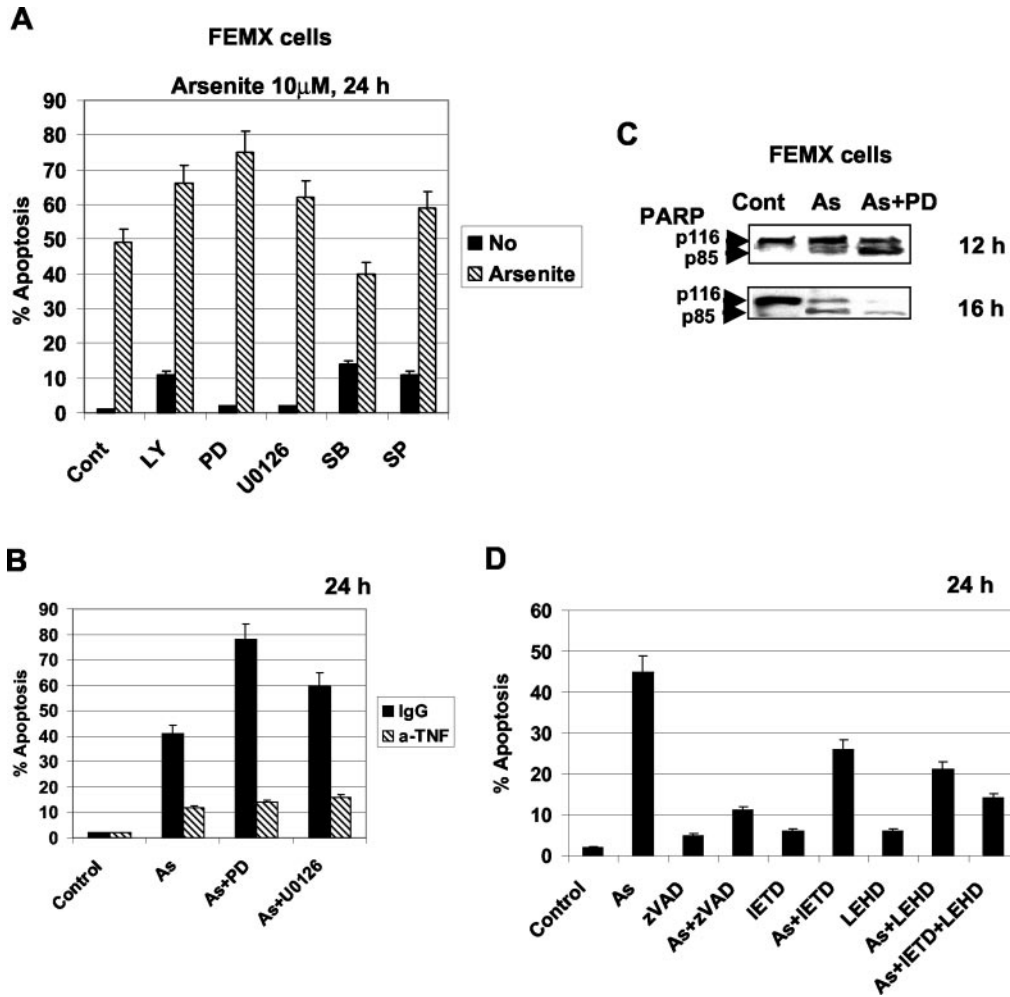 A
FEMX cells
Arsenite 10μM, 24 h
% Apoptosis
90
80
70
60
50
40
30
20
10
0
Cont
LY
PD
U0126
SB
SP
No
Arsenite
C
FEMX cells
PARP
Cont As As+PD
p116
p85
12 h
p116
p85
16 h
B
24 h
% Apoptosis
90
80
70
60
50
40
30
20
10
0
Control
As
As+PD
As+U0126
IgG
a-TNF
D
24 h
% Apoptosis
60
50
40
30
20
10
0
Control
As
zVAD
As+zVAD
IETD
As+IETD
LEHD
As+LEHD
As+IETD+LEHD